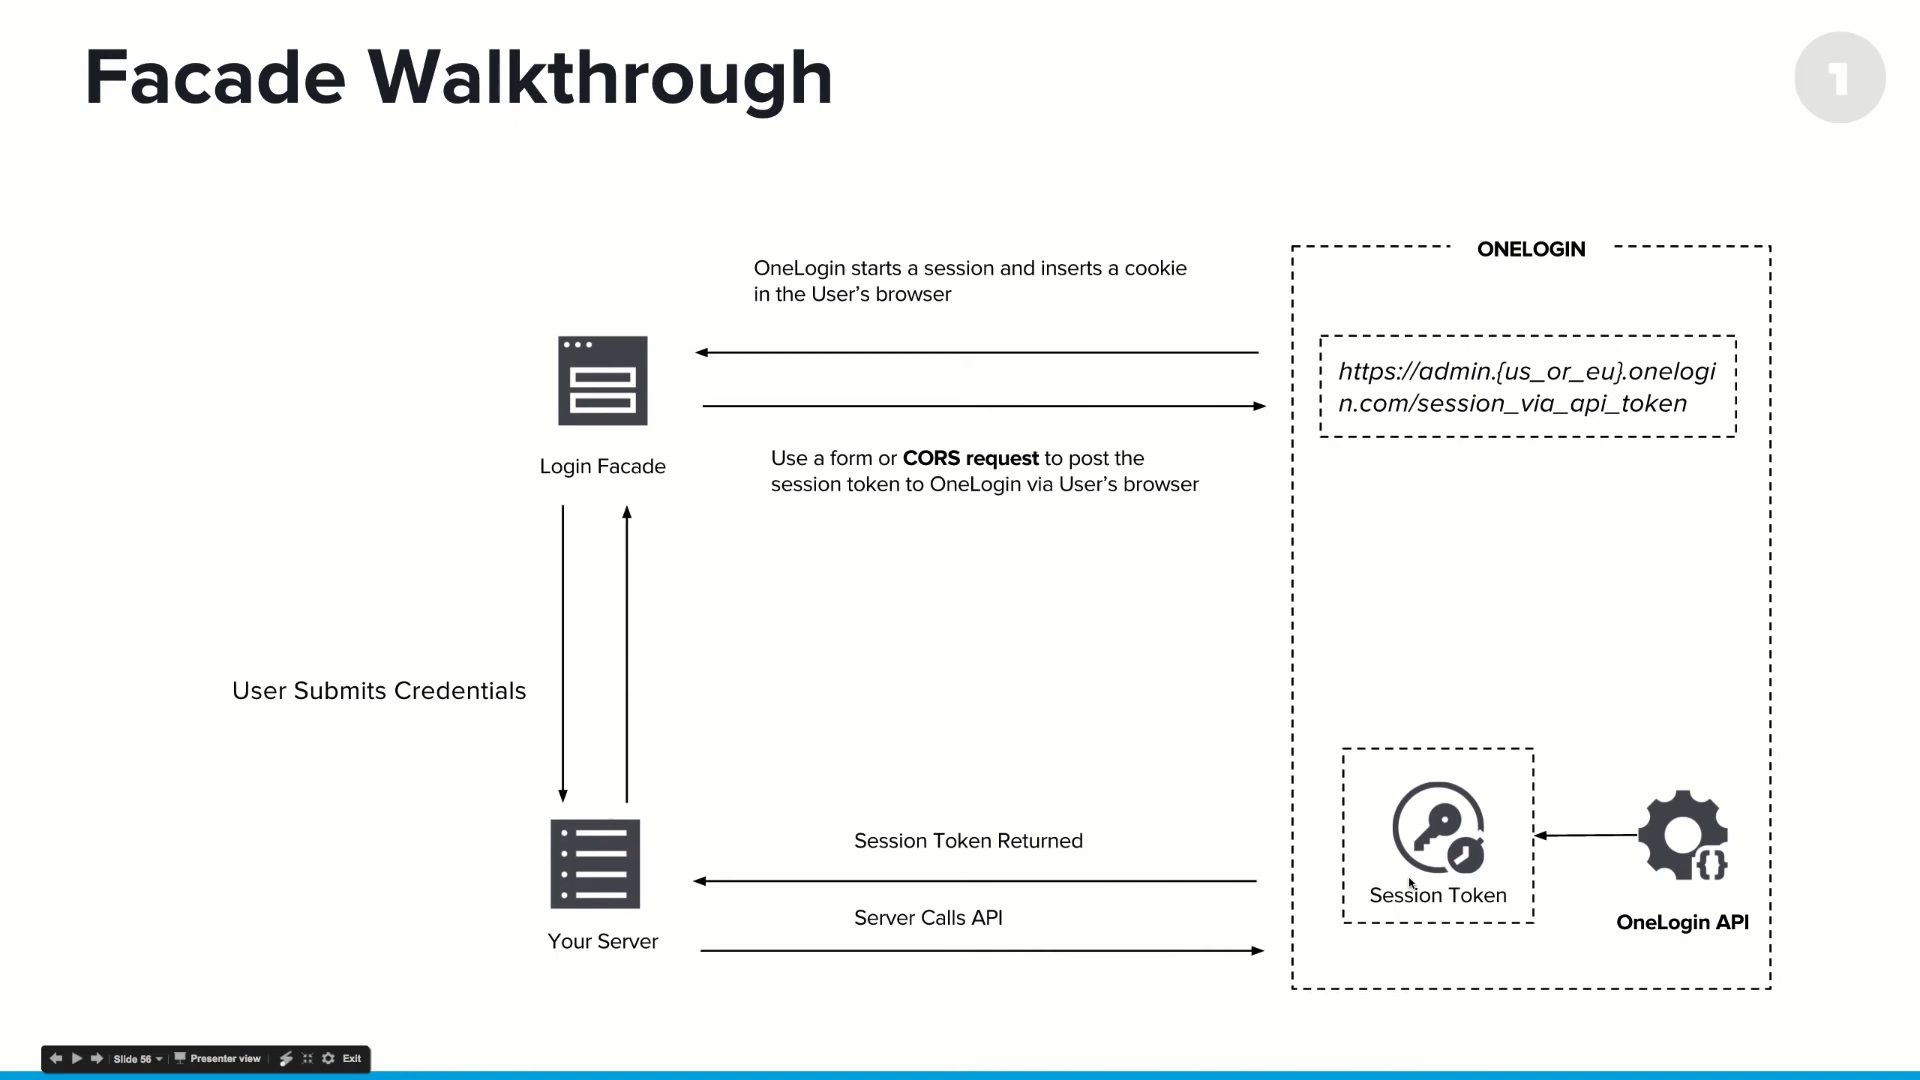 Facade Walkthrough
1
ONELOGIN
OneLogin starts a session and inserts a cookie
in the User’s browser
https://admin.{us_or_eu}.onelogi
n.com/session_via_api_token
Login Facade
Use a form or CORS request to post the
session token to OneLogin via User’s browser
User Submits Credentials
Session Token Returned
Session Token
Server Calls API
OneLogin API
Your Server
Slide 56
Presenter view
Exit